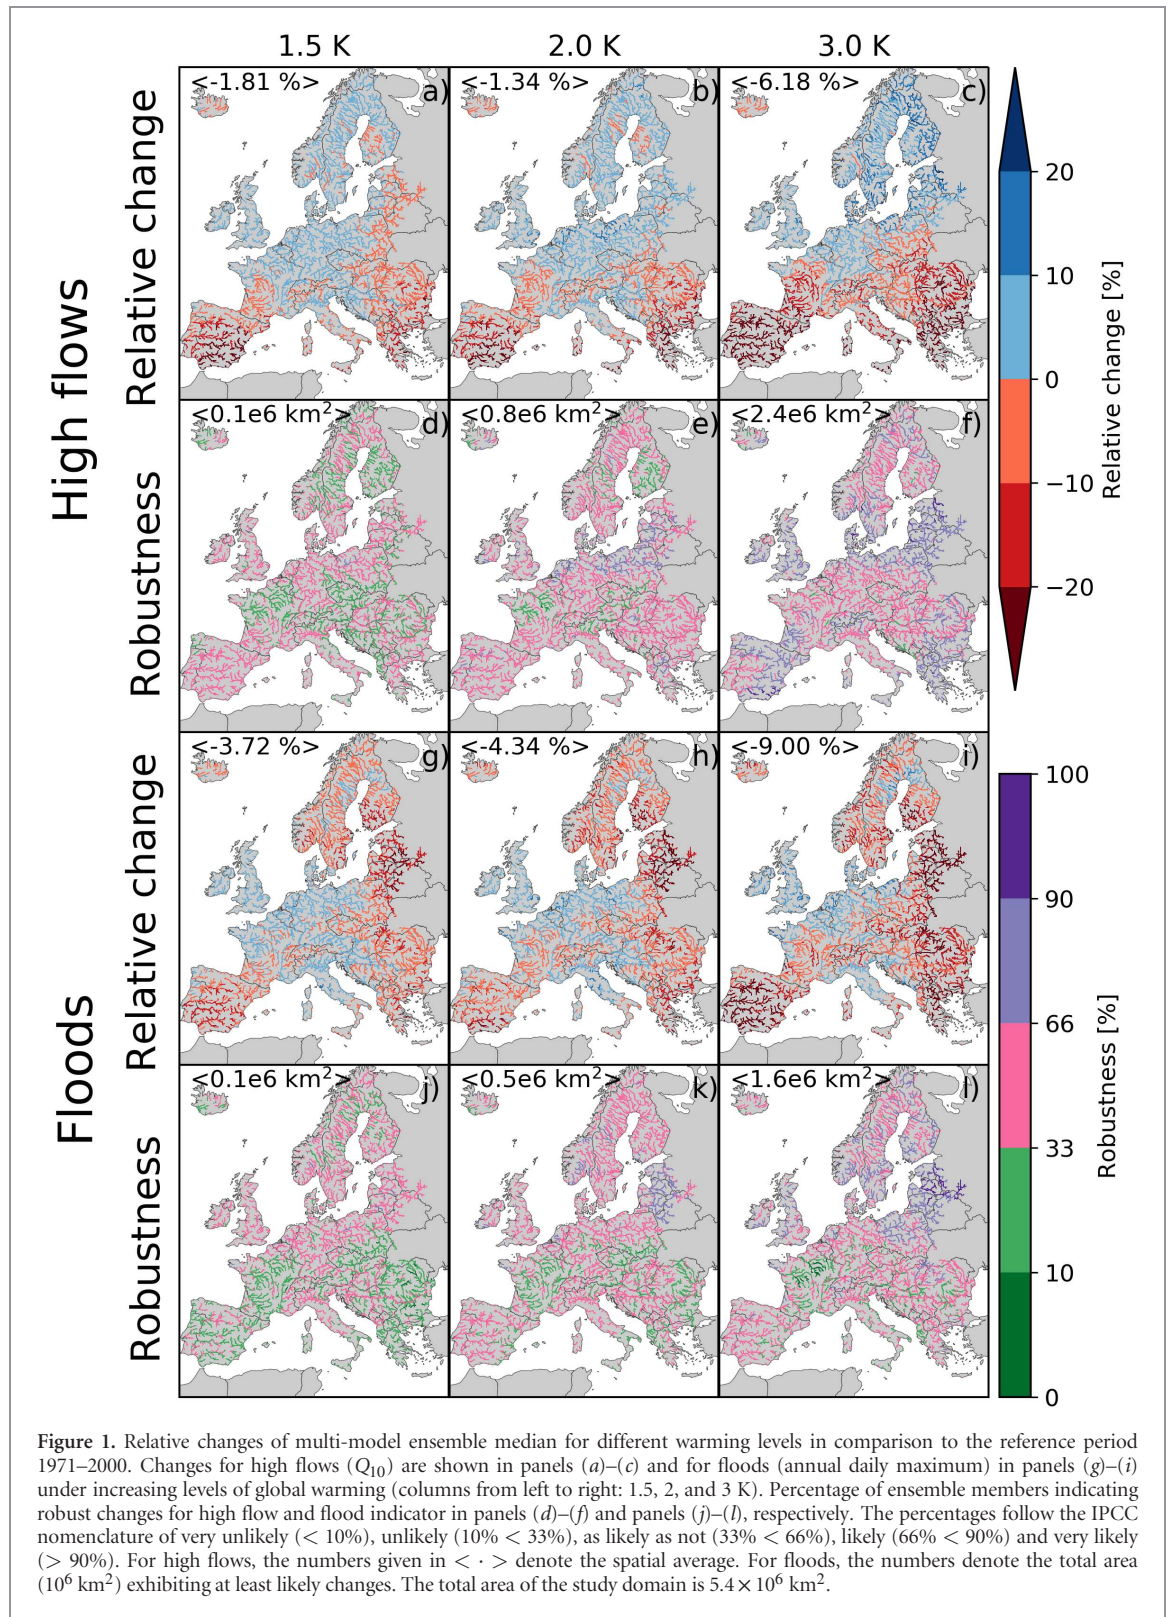 1.5 K 2.0 K 3.0 K
High flows
Relative change
<-1.81 %> a)
<-1.34 %> b)
<-6.18 %> c)
20
10
0
−10
−20
Relative change [%]
Robustness
<0.1e6 km²> d)
<0.8e6 km²> e)
<2.4e6 km²> f)
Floods
Relative change
<-3.72 %> g)
<-4.34 %> h)
<-9.00 %> i)
Robustness
<0.1e6 km²> j)
<0.5e6 km²> k)
<1.6e6 km²> l)
100
90
66
33
10
0
Robustness [%]
Figure 1. Relative changes of multi-model ensemble median for different warming levels in comparison to the reference period
1971–2000. Changes for high flows (Q₁₀) are shown in panels (a)–(c) and for floods (annual daily maximum) in panels (g)–(i)
under increasing levels of global warming (columns from left to right: 1.5, 2, and 3 K). Percentage of ensemble members indicating
robust changes for high flow and flood indicator in panels (d)–(f) and panels (j)–(l), respectively. The percentages follow the IPCC
nomenclature of very unlikely (< 10%), unlikely (10% < 33%), as likely as not (33% < 66%), likely (66% < 90%) and very likely
(> 90%). For high flows, the numbers given in < · > denote the spatial average. For floods, the numbers denote the total area
(10⁶ km²) exhibiting at least likely changes. The total area of the study domain is 5.4 × 10⁶ km².